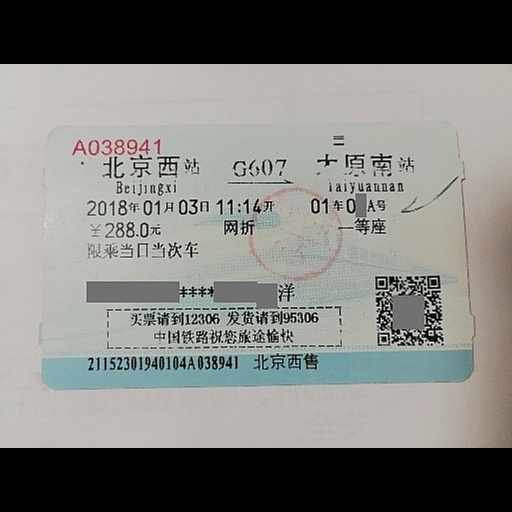 A038941
北京西站 G607 太原南站
Beijingxi Taiyuannan
2018年01月03日11:14开 01车0 A号
¥288.0元 网折 一等座
限乘当日当次车
****洋
买票请到12306 发货请到95306
中国铁路祝您旅途愉快
21152301940104A038941 北京西售